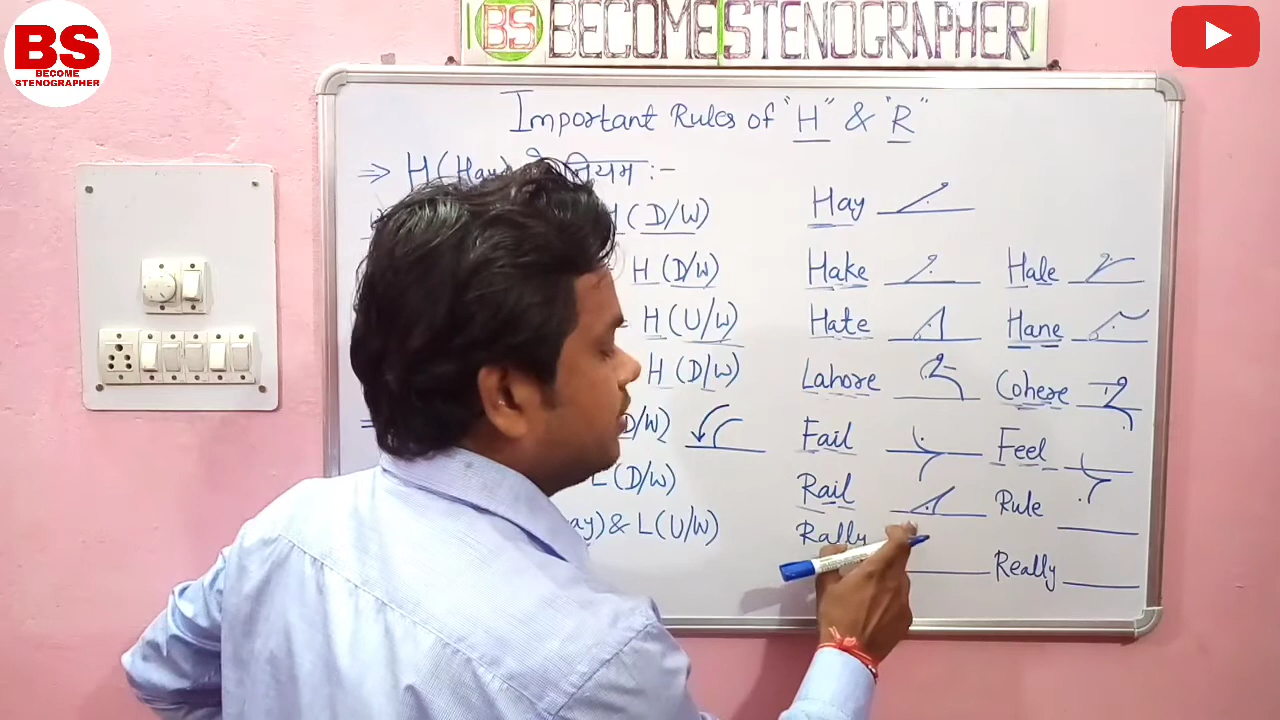 BS
BECOME
STENOGRAPHER
BS BECOME STENOGRAPHER
Important Rules of "H" & "R"
⇒ H (Hay) के नियम :-
(D/W) Hay
H (D/W) Hake Hale
H (U/W) Hate Hane
H (D/W) Lahore Cohere
D/W) Fail Feel
L (D/W) Rail Rule
& L (U/W) Rally
Really